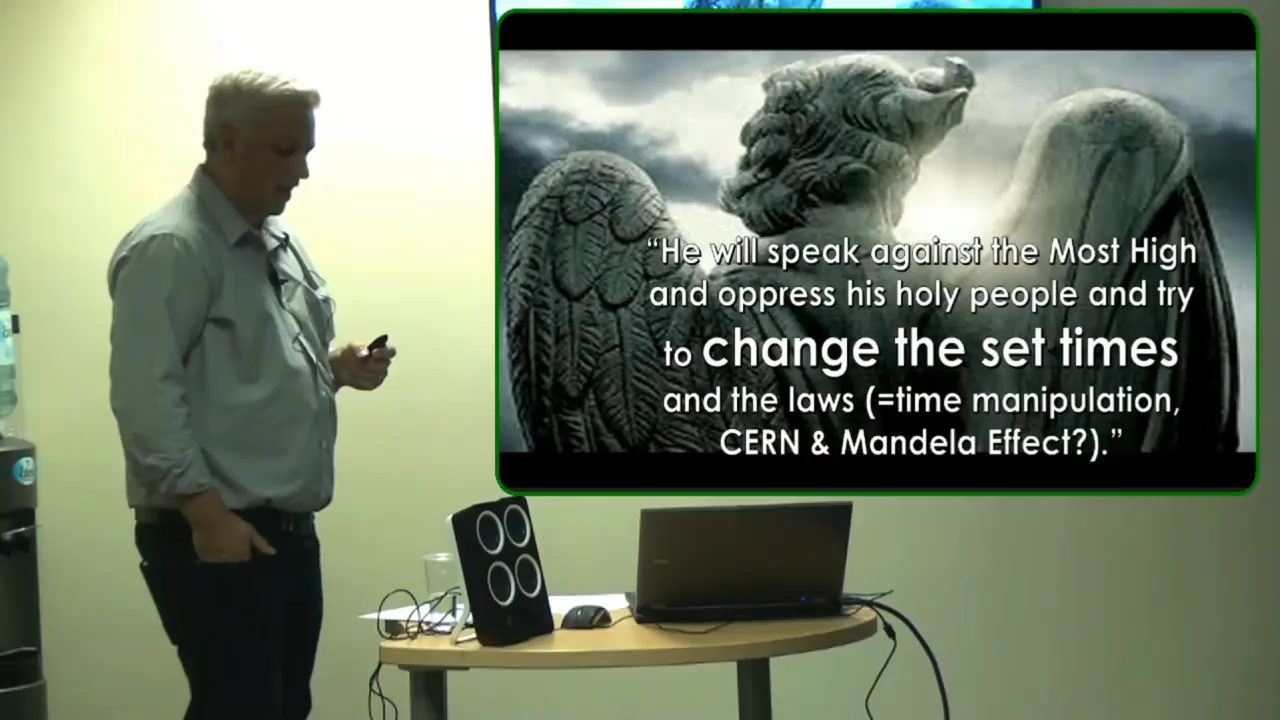 “He will speak against the Most High
and oppress his holy people and try
to change the set times
and the laws (=time manipulation,
CERN & Mandela Effect?).”